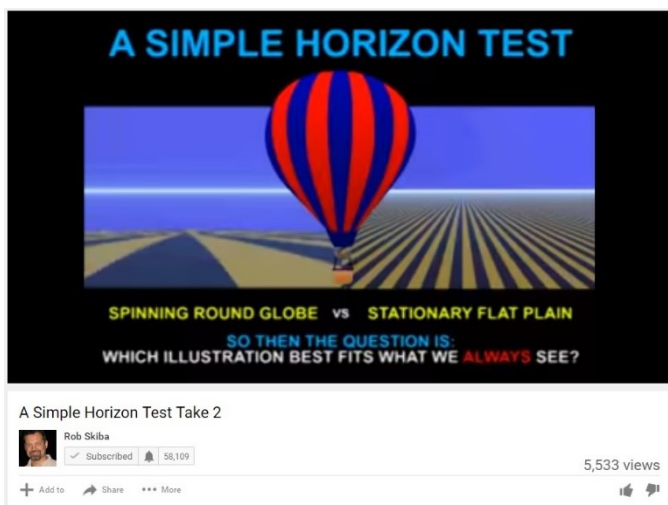 A SIMPLE HORIZON TEST
SPINNING ROUND GLOBE vs STATIONARY FLAT PLAIN
SO THEN THE QUESTION IS:
WHICH ILLUSTRATION BEST FITS WHAT WE ALWAYS SEE?
A Simple Horizon Test Take 2
Rob Skiba
Subscribed 58,109
5,533 views
Add to Share More